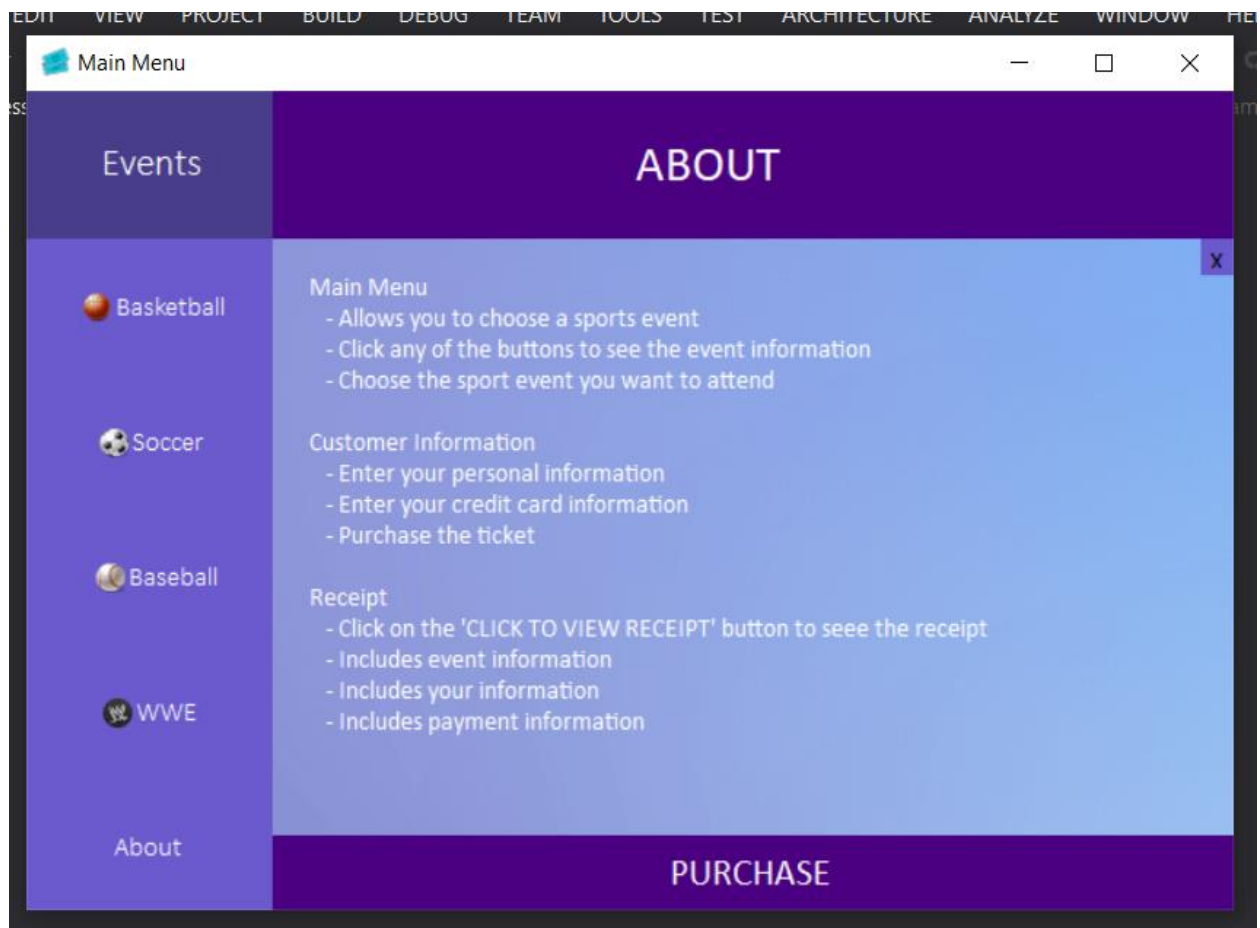 EDIT VIEW PROJECT BUILD DEBUG TEAM TOOLS TEST ARCHITECTURE ANALYZE WINDOW
Main Menu
Events
ABOUT
X
Basketball
Soccer
Baseball
WWE
About
Main Menu
- Allows you to choose a sports event
- Click any of the buttons to see the event information
- Choose the sport event you want to attend
Customer Information
- Enter your personal information
- Enter your credit card information
- Purchase the ticket
Receipt
- Click on the 'CLICK TO VIEW RECEIPT' button to seee the receipt
- Includes event information
- Includes your information
- Includes payment information
PURCHASE